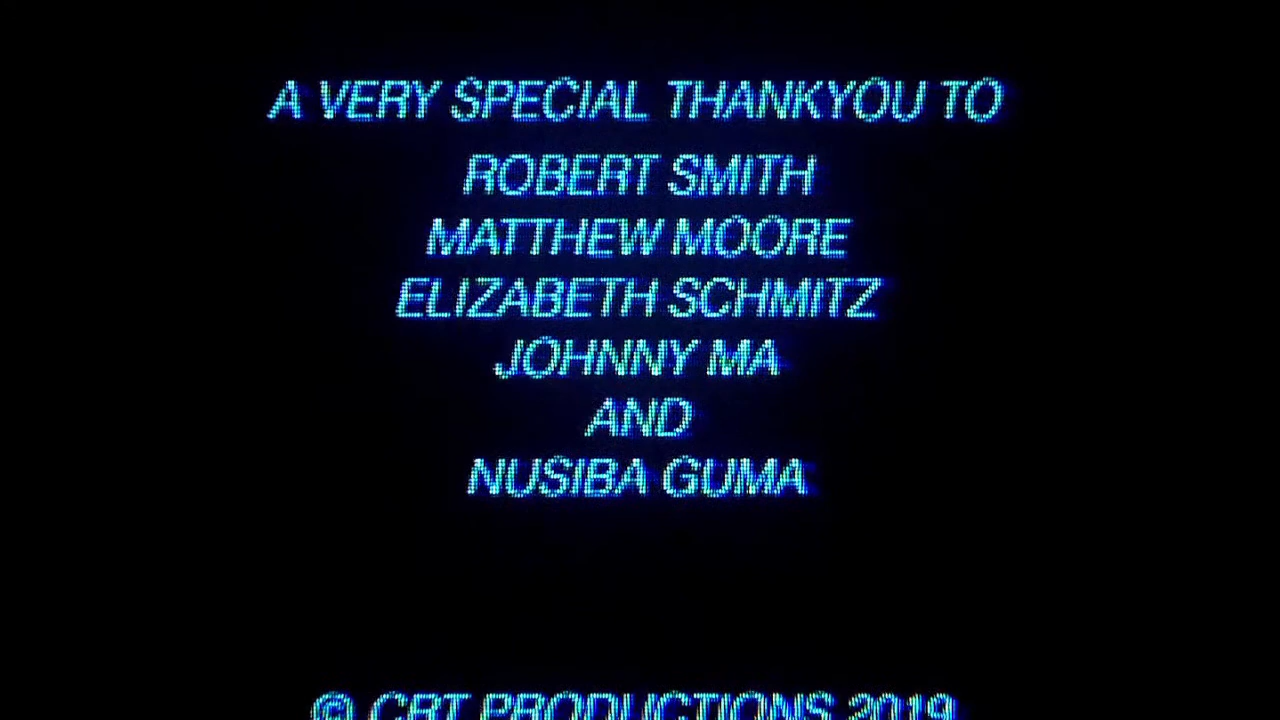 A VERY SPECIAL THANKYOU TO
ROBERT SMITH
MATTHEW MOORE
ELIZABETH SCHMITZ
JOHNNY MA
AND
NUSIBA GUMA
© CRT PRODUCTIONS 2019